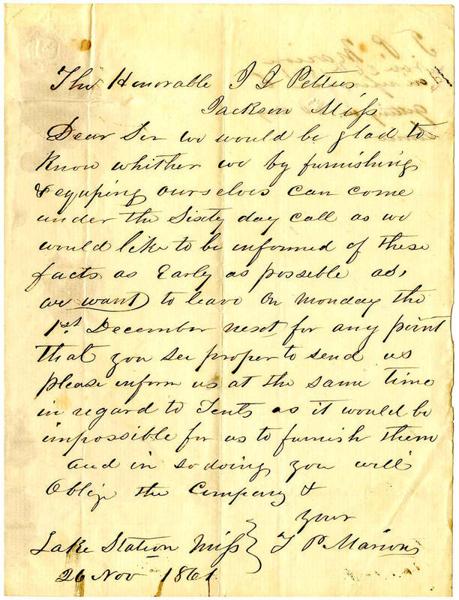 The Honorable J J Pettus
Jackson Miss
Dear Sir we would be glad to
Know whether we by furnishing
& equping ourselves can come
under the Sixty day call as we
would like to be informed of these
facts as Early as possible as,
we want to leave On Monday the
1st December next for any point
that you see proper to send us
please inform us at the same time
in regard to Tents as it would be
impossible for us to furnish them
and in so doing you will
Oblige the Company &
your
Lake Station Miss } T P Marion
26 Nov 1861